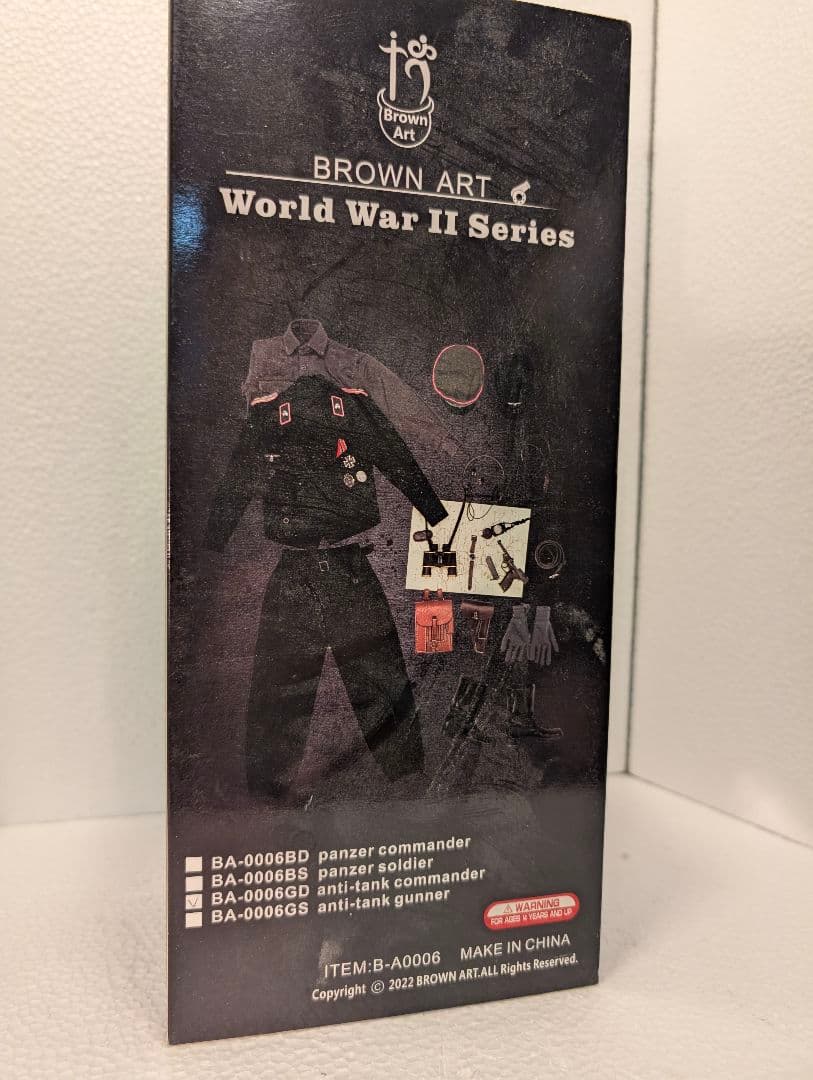 Brown
Art
BROWN ART
World War II Series
BA-0006BD panzer commander
BA-0006BS panzer soldier
BA-0006GD anti-tank commander
BA-0006GS anti-tank gunner
WARNING
FOR AGES 14 YEARS AND UP
ITEM:B-A0006 MAKE IN CHINA
Copyright © 2022 BROWN ART.ALL Rights Reserved.